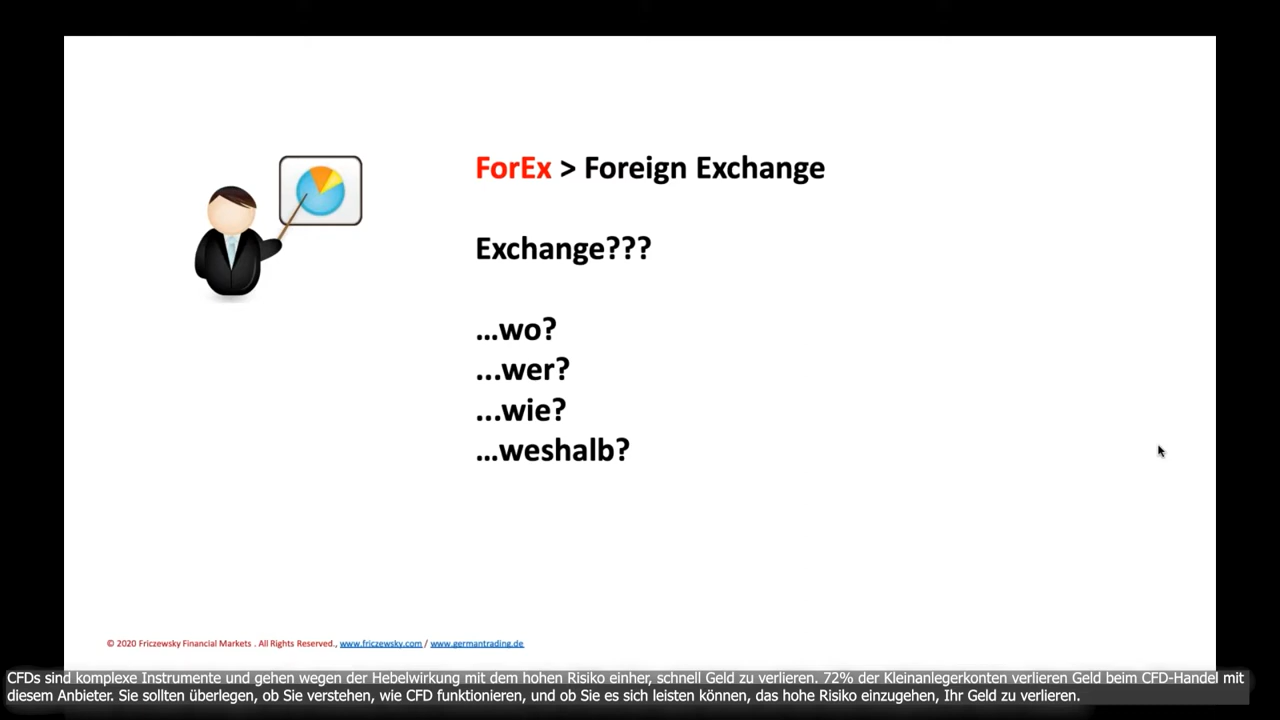 ForEx > Foreign Exchange
Exchange???
...wo?
...wer?
...wie?
...weshalb?
© 2020 Friczewsky Financial Markets . All Rights Reserved., www.friczewsky.com / www.germantrading.de
CFDs sind komplexe Instrumente und gehen wegen der Hebelwirkung mit dem hohen Risiko einher, schnell Geld zu verlieren. 72% der Kleinanlegerkonten verlieren Geld beim CFD-Handel mit
diesem Anbieter. Sie sollten überlegen, ob Sie verstehen, wie CFD funktionieren, und ob Sie es sich leisten können, das hohe Risiko einzugehen, Ihr Geld zu verlieren.